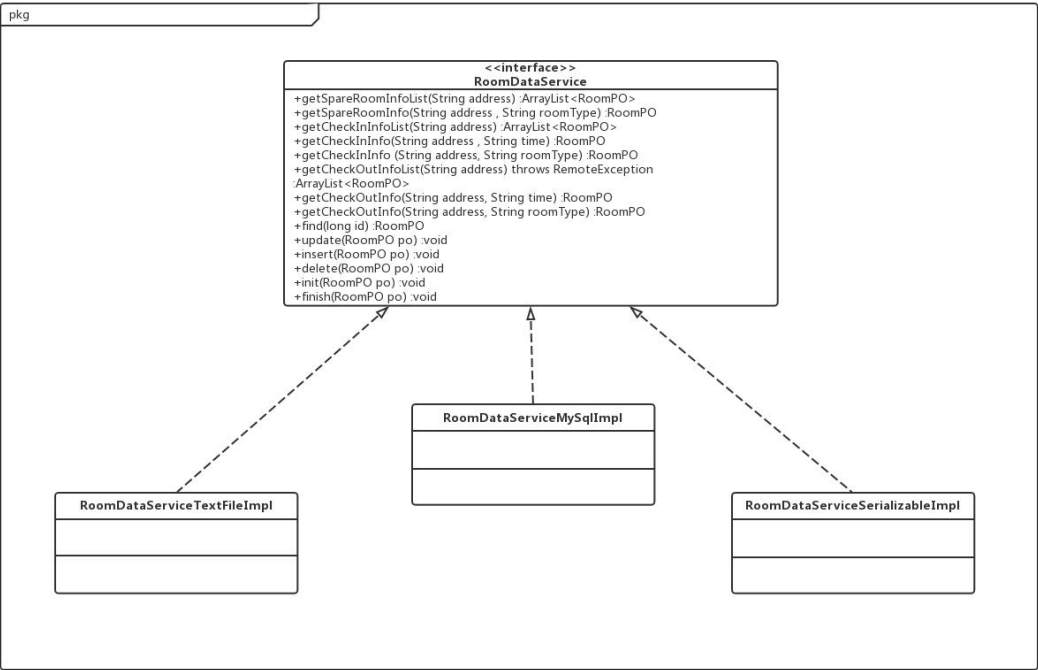 pkg
<<interface>>
RoomDataService
+getSpareRoomInfoList(String address) :ArrayList<RoomPO>
+getSpareRoomInfo(String address , String roomType) :RoomPO
+getCheckInInfoList(String address) :ArrayList<RoomPO>
+getCheckInInfo(String address , String time) :RoomPO
+getCheckInInfo (String address, String roomType) :RoomPO
+getCheckOutInfoList(String address) throws RemoteException
:ArrayList<RoomPO>
+getCheckOutInfo(String address, String time) :RoomPO
+getCheckOutInfo(String address, String roomType) :RoomPO
+find(long id) :RoomPO
+update(RoomPO po) :void
+insert(RoomPO po) :void
+delete(RoomPO po) :void
+init(RoomPO po) :void
+finish(RoomPO po) :void
RoomDataServiceMySqlImpl
RoomDataServiceTextFileImpl
RoomDataServiceSerializableImpl